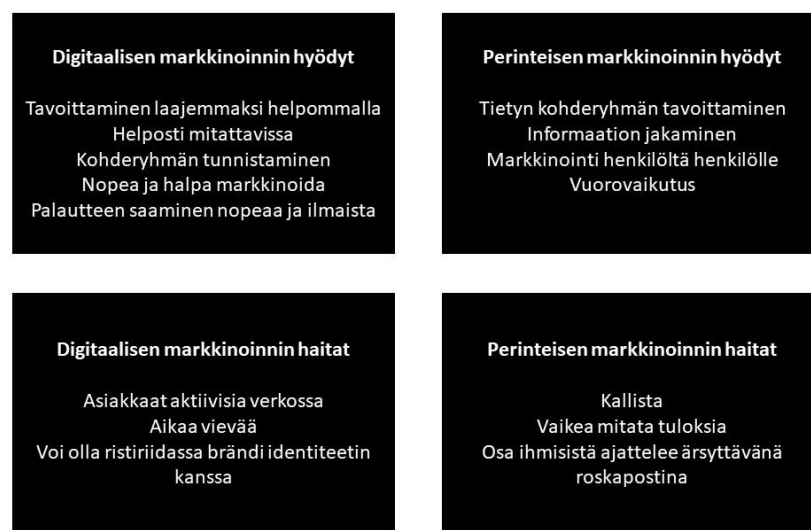 Digitaalisen markkinoinnin hyödyt
Tavoittaminen laajemmaksi helpommalla
Helposti mitattavissa
Kohderyhmän tunnistaminen
Nopea ja halpa markkinoida
Palautteen saaminen nopeaa ja ilmaista
Perinteisen markkinoinnin hyödyt
Tietyn kohderyhmän tavoittaminen
Informaation jakaminen
Markkinointi henkilöltä henkilölle
Vuorovaikutus
Digitaalisen markkinoinnin haitat
Asiakkaat aktiivisia verkossa
Aikaa vievää
Voi olla ristiriidassa brändi identiteetin
kanssa
Perinteisen markkinoinnin haitat
Kallista
Vaikea mitata tuloksia
Osa ihmisistä ajattelee ärsyttävänä
roskapostina